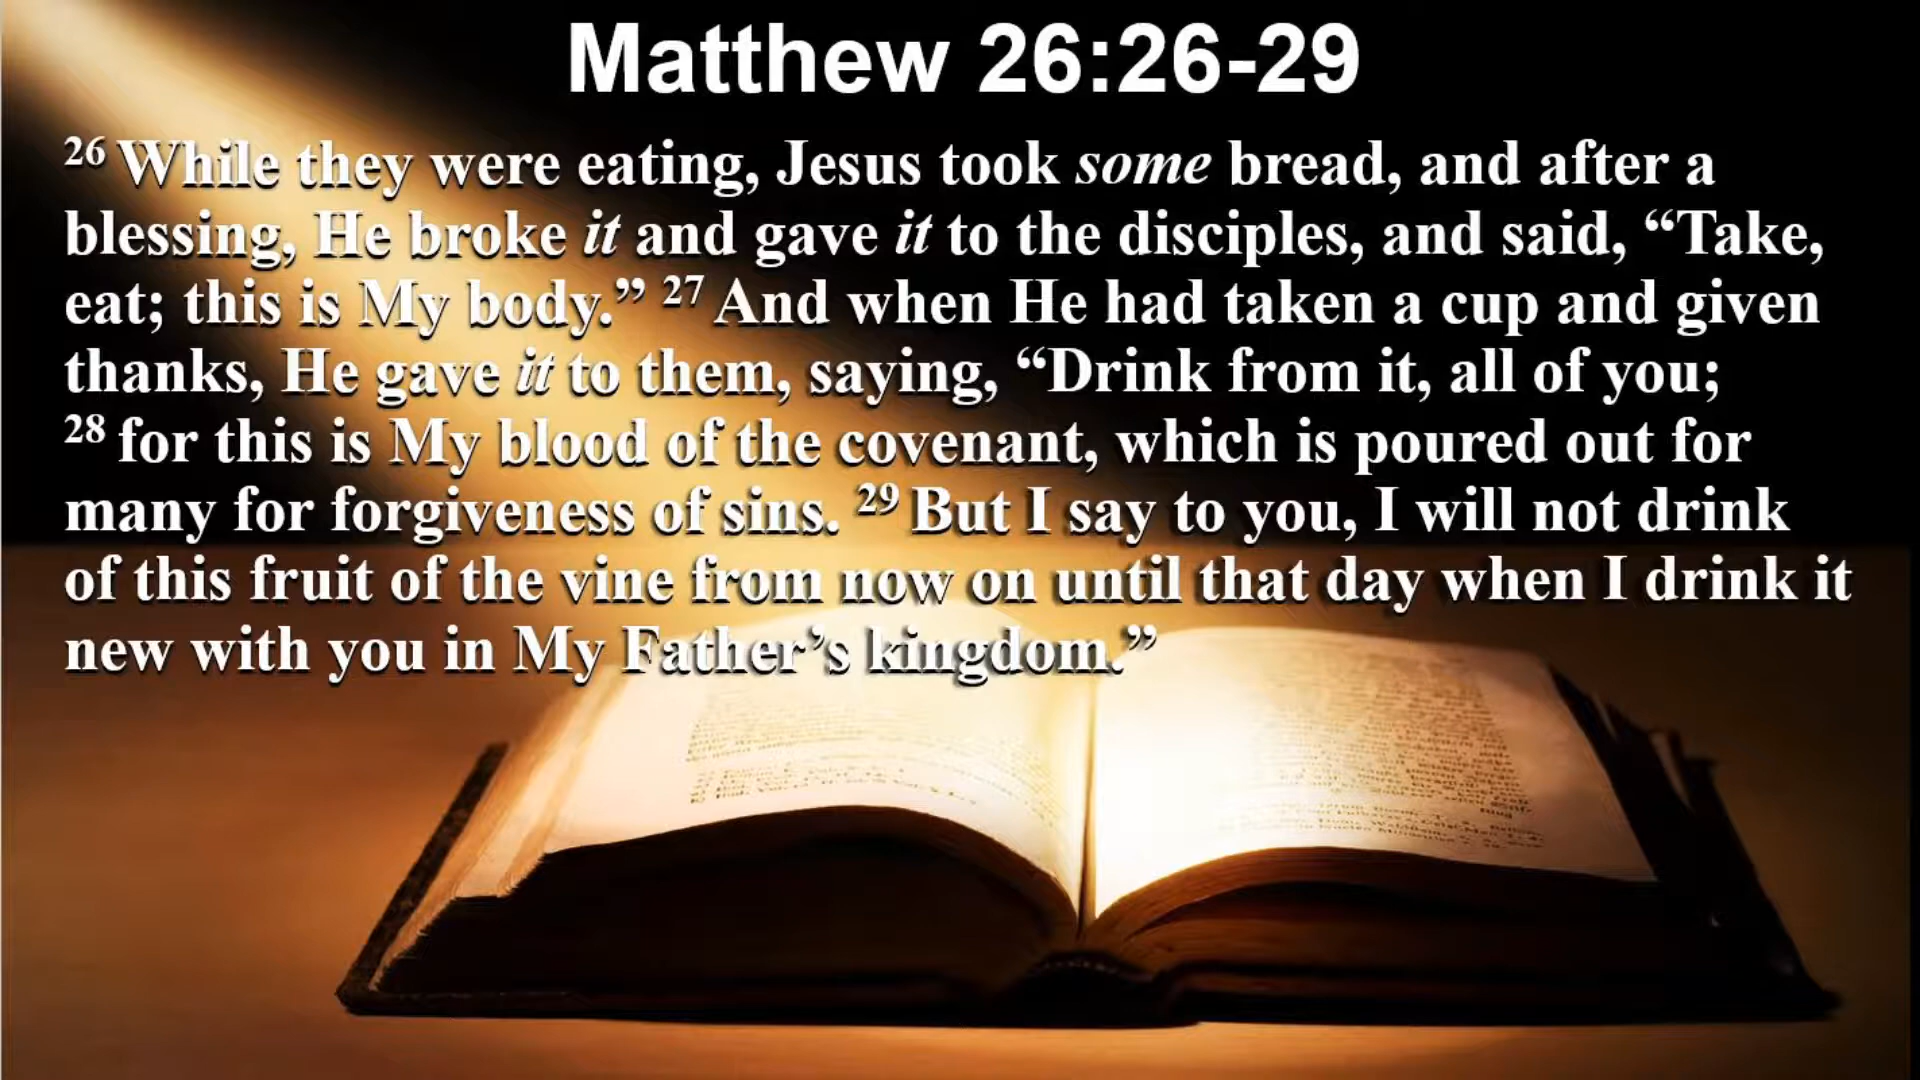 Matthew 26:26-29
26 While they were eating, Jesus took some bread, and after a
blessing, He broke it and gave it to the disciples, and said, “Take,
eat; this is My body.” 27 And when He had taken a cup and given
thanks, He gave it to them, saying, “Drink from it, all of you;
28 for this is My blood of the covenant, which is poured out for
many for forgiveness of sins. 29 But I say to you, I will not drink
of this fruit of the vine from now on until that day when I drink it
new with you in My Father’s kingdom.”